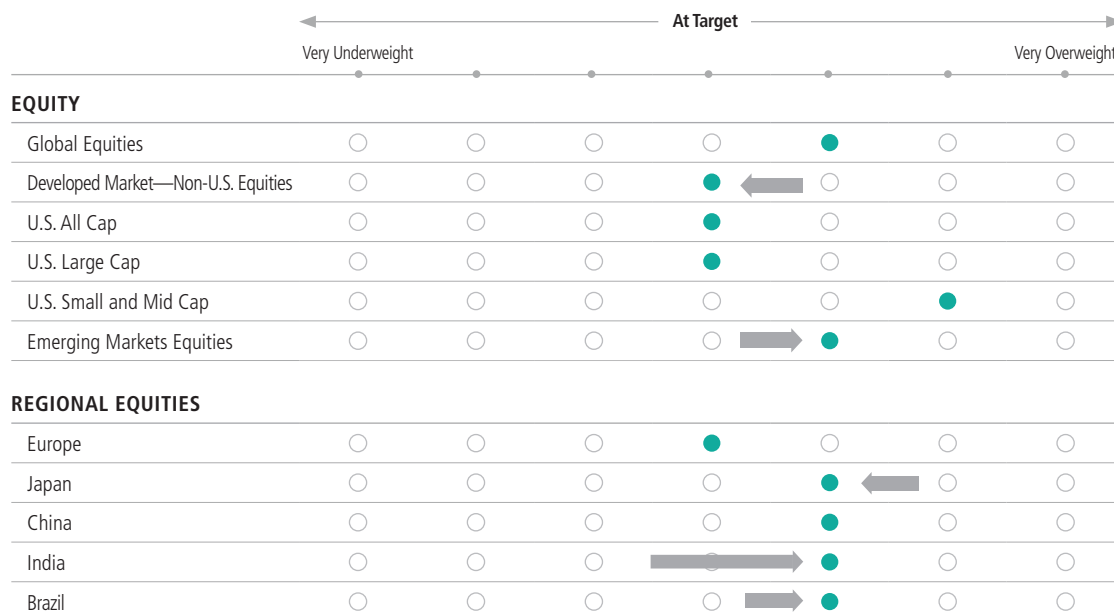 At Target
Very Underweight Very Overweight
EQUITY
Global Equities
Developed Market—Non-U.S. Equities
U.S. All Cap
U.S. Large Cap
U.S. Small and Mid Cap
Emerging Markets Equities
REGIONAL EQUITIES
Europe
Japan
China
India
Brazil